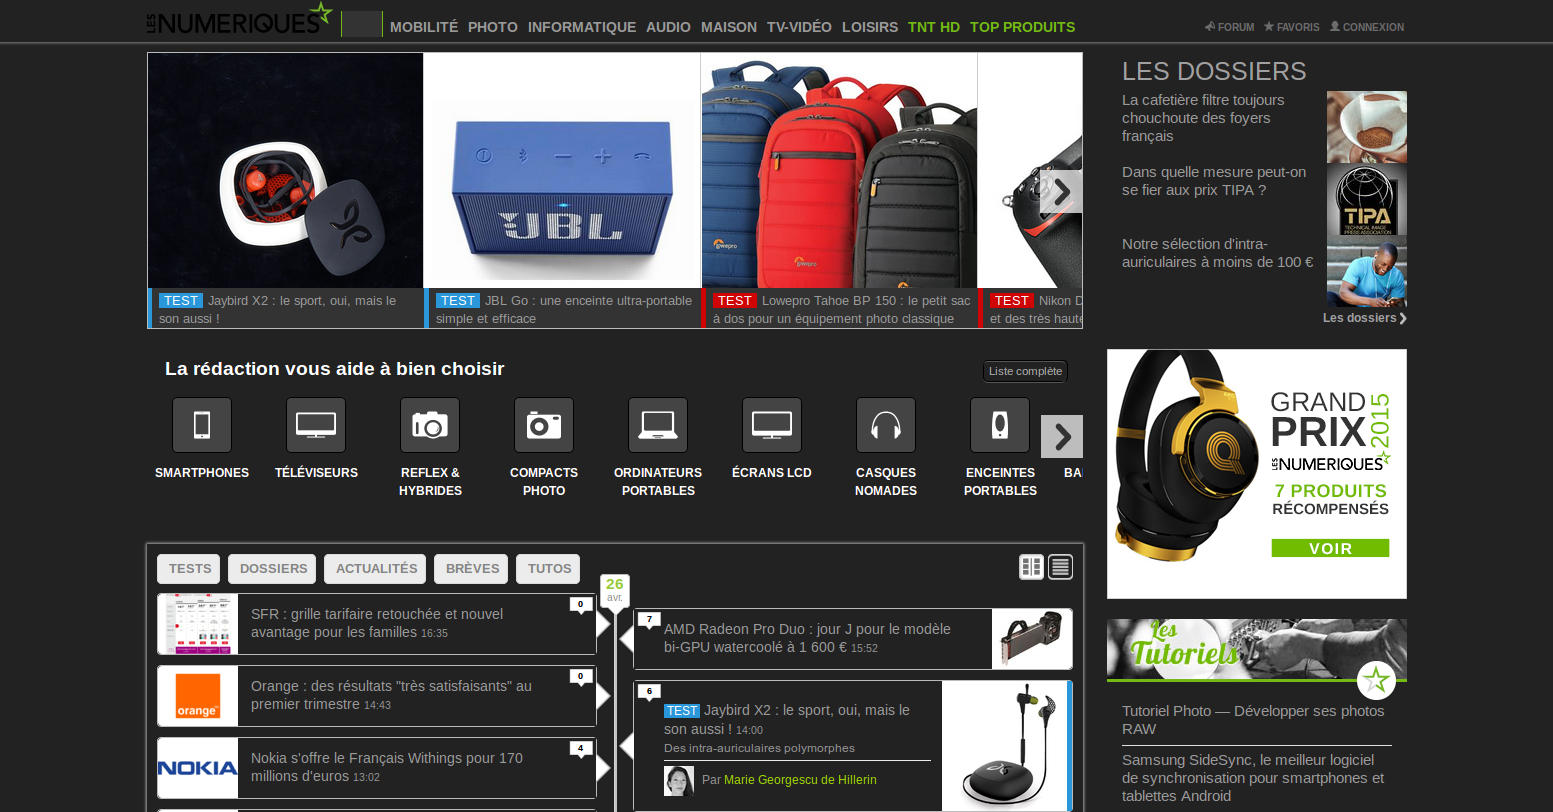 LES NUMERIQUES
MOBILITÉ PHOTO INFORMATIQUE AUDIO MAISON TV-VIDÉO LOISIRS TNT HD TOP PRODUITS
FORUM FAVORIS CONNEXION
JBL
lowepro
lowepro
TEST Jaybird X2 : le sport, oui, mais le
son aussi !
TEST JBL Go : une enceinte ultra-portable
simple et efficace
TEST Lowepro Tahoe BP 150 : le petit sac
à dos pour un équipement photo classique
TEST Nikon D
et des très haute
LES DOSSIERS
La cafetière filtre toujours
chouchoute des foyers
français
Dans quelle mesure peut-on
se fier aux prix TIPA ?
TIPA
TECHNICAL IMAGE
PRESS ASSOCIATION
Notre sélection d'intra-
auriculaires à moins de 100 €
Les dossiers
La rédaction vous aide à bien choisir
Liste complète
SMARTPHONES
TÉLÉVISEURS
REFLEX &
HYBRIDES
COMPACTS
PHOTO
ORDINATEURS
PORTABLES
ÉCRANS LCD
CASQUES
NOMADES
ENCEINTES
PORTABLES
BA
GRAND
PRIX
2015
LES NUMERIQUES
7 PRODUITS
RÉCOMPENSÉS
VOIR
TESTS
DOSSIERS
ACTUALITÉS
BRÈVES
TUTOS
26
avr.
SFR : grille tarifaire retouchée et nouvel
avantage pour les familles 16:35
0
7
AMD Radeon Pro Duo : jour J pour le modèle
bi-GPU watercoolé à 1 600 € 15:52
orange
Orange : des résultats "très satisfaisants" au
premier trimestre 14:43
0
6
TEST Jaybird X2 : le sport, oui, mais le
son aussi ! 14:00
Des intra-auriculaires polymorphes
Par Marie Georgescu de Hillerin
NOKIA
Nokia s'offre le Français Withings pour 170
millions d'euros 13:02
4
Les
Tutoriels
Tutoriel Photo — Développer ses photos
RAW
Samsung SideSync, le meilleur logiciel
de synchronisation pour smartphones et
tablettes Android